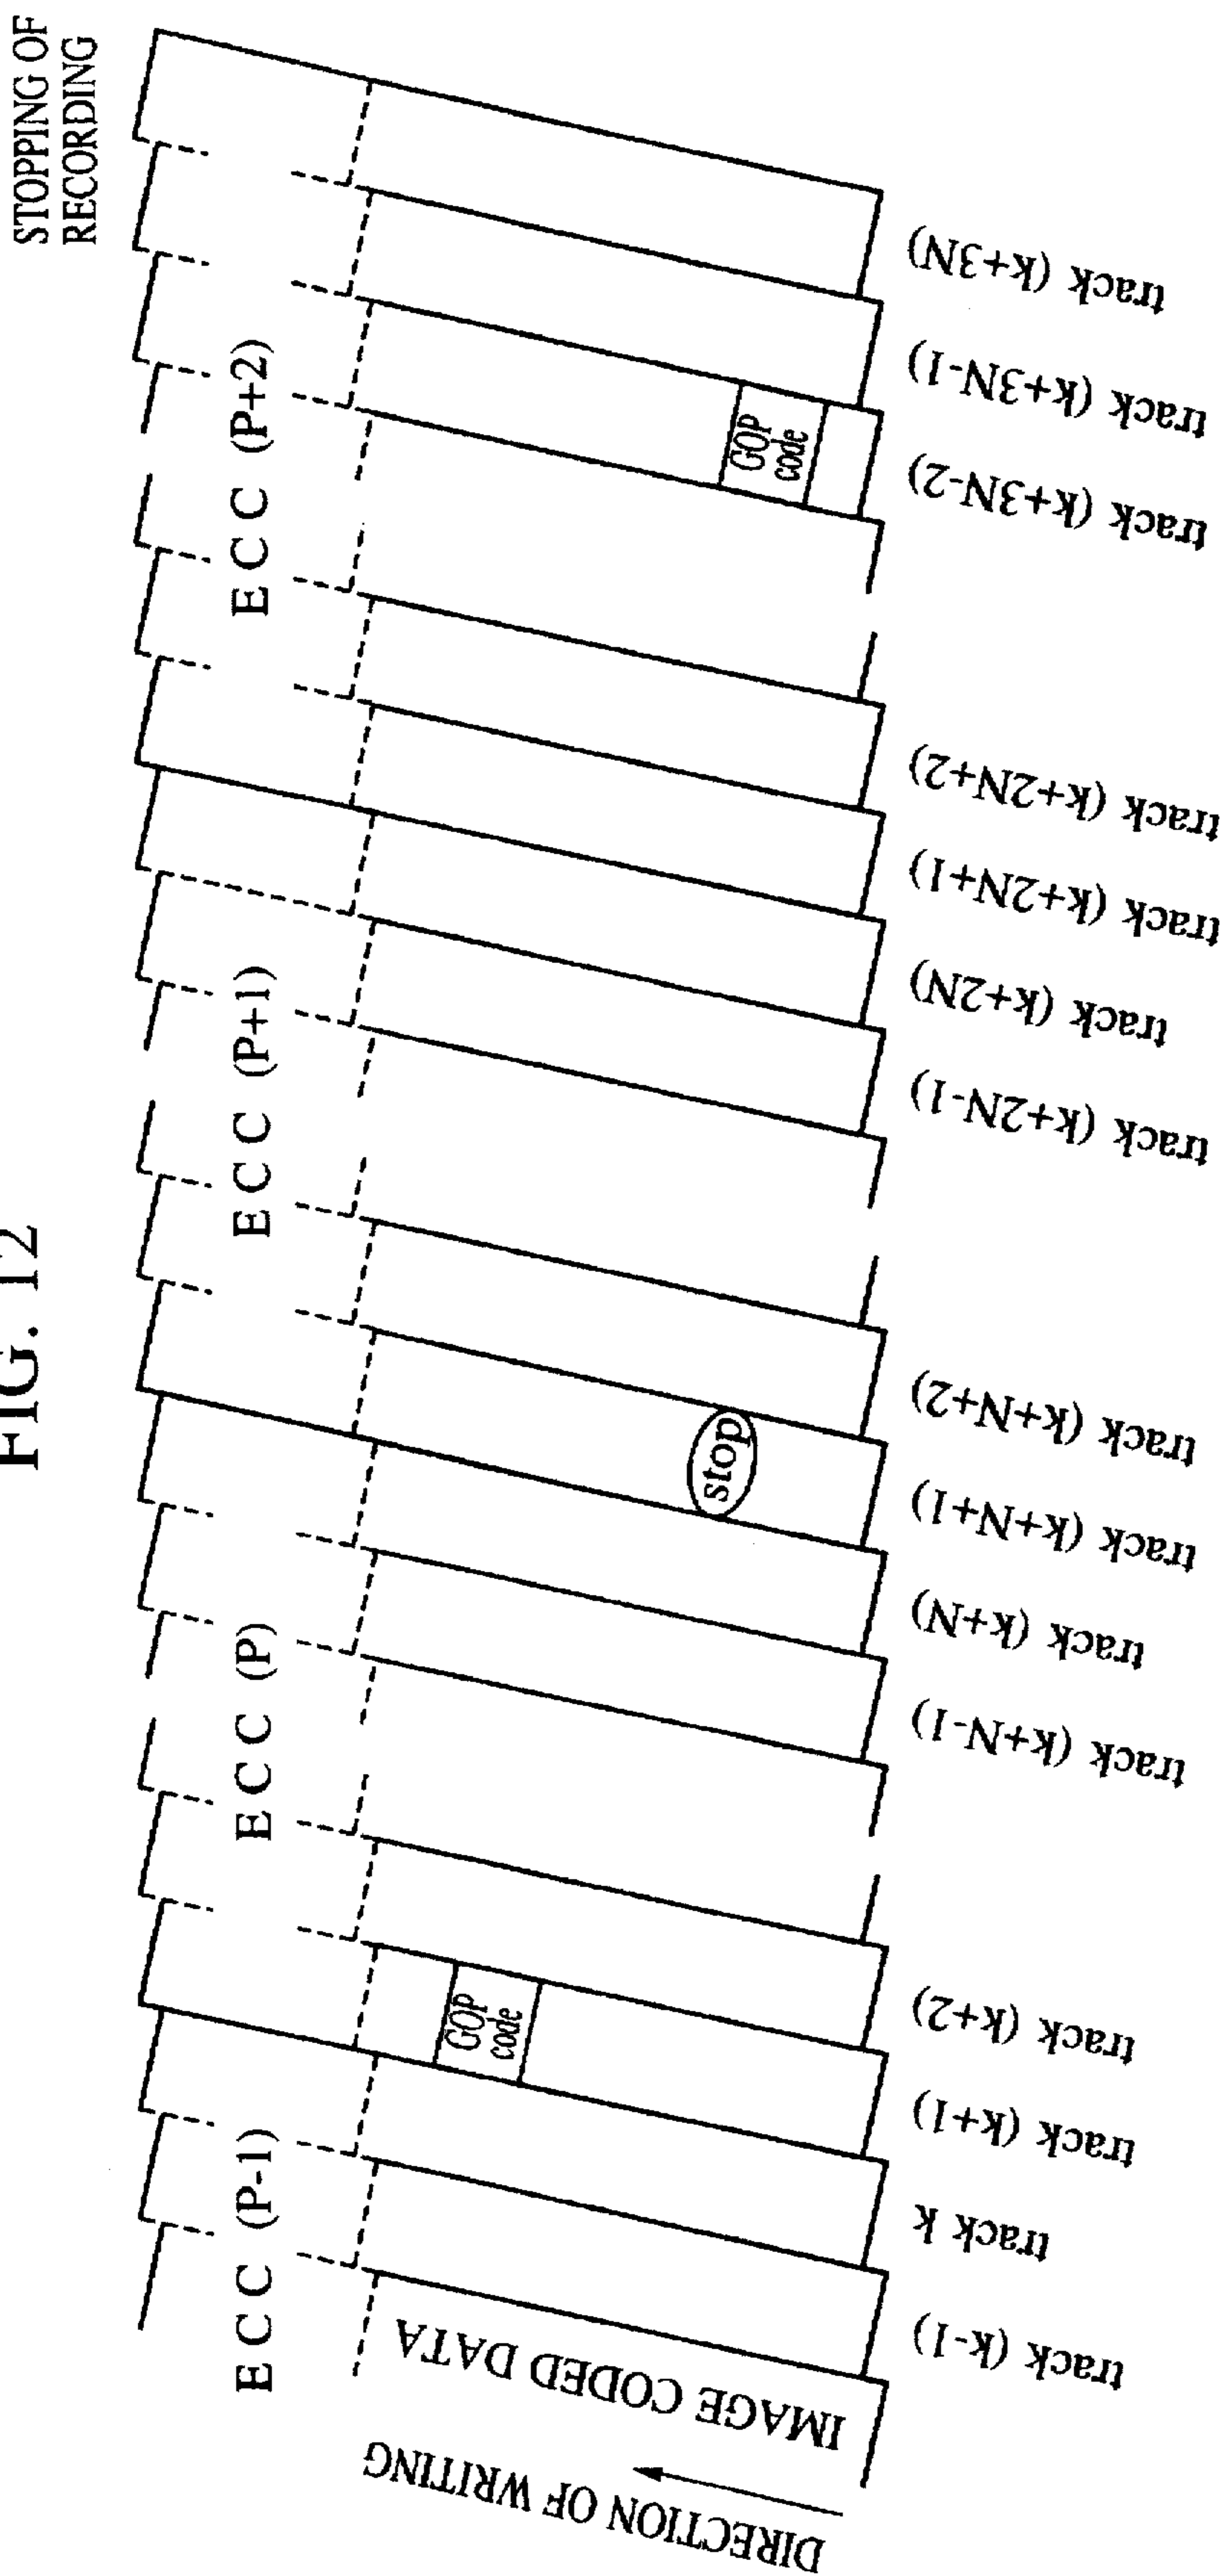 FIG. 12
STOPPING OF
RECORDING
ECC (P-1)
ECC (P)
ECC (P+1)
ECC (P+2)
GOP
code
stop
GOP
code
IMAGE CODED DATA
DIRECTION OF WRITING
track (k-1)
track k
track (k+1)
track (k+2)
track (k+N-1)
track (k+N)
track (k+N+1)
track (k+N+2)
track (k+2N-1)
track (k+2N)
track (k+2N+1)
track (k+2N+2)
track (k+3N-2)
track (k+3N-1)
track (k+3N)